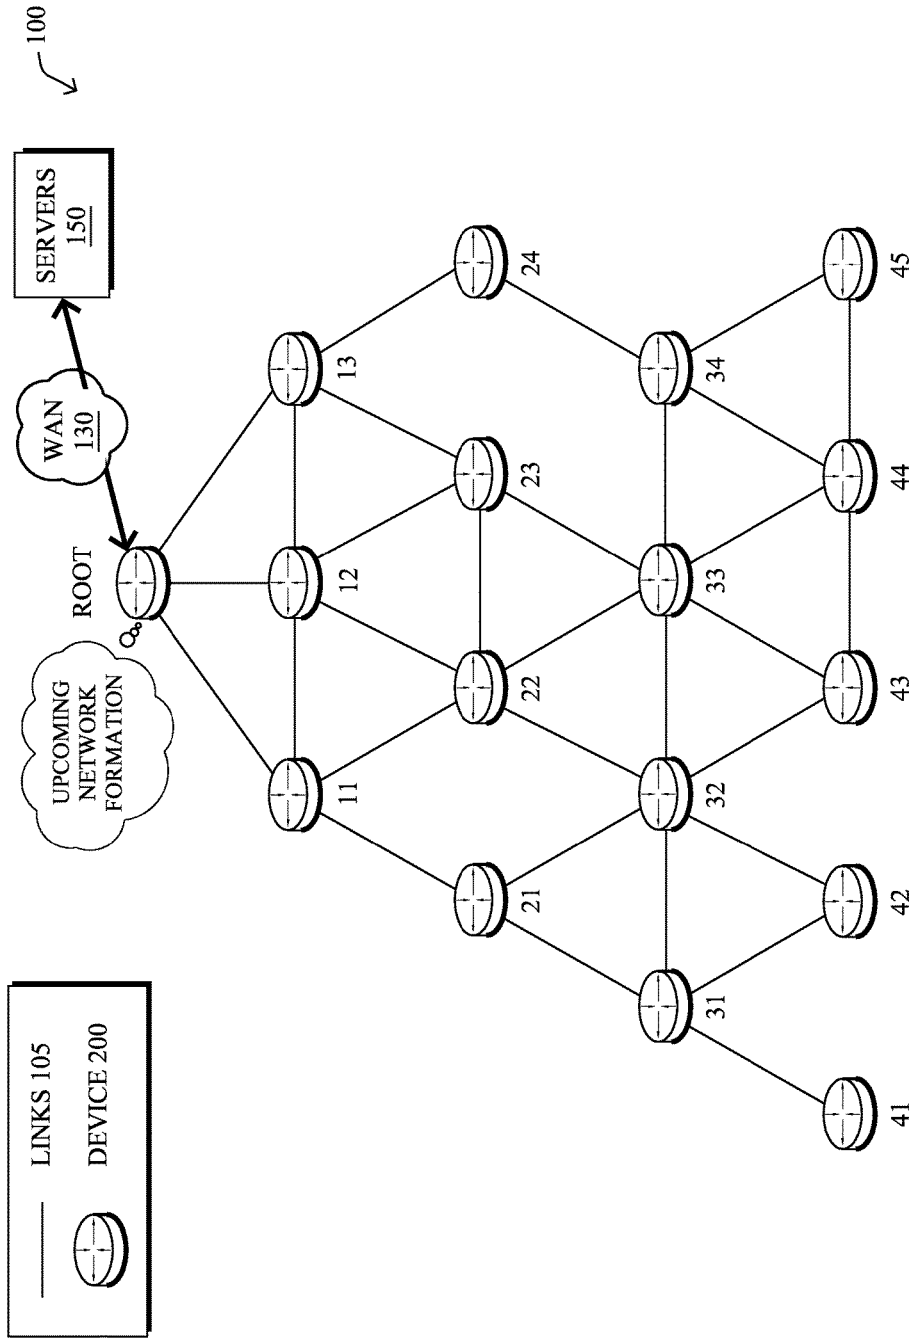 100
SERVERS
150
WAN
130
ROOT
UPCOMING
NETWORK
FORMATION
11
12
13
21
22
23
24
31
32
33
34
41
42
43
44
45
LINKS 105
DEVICE 200